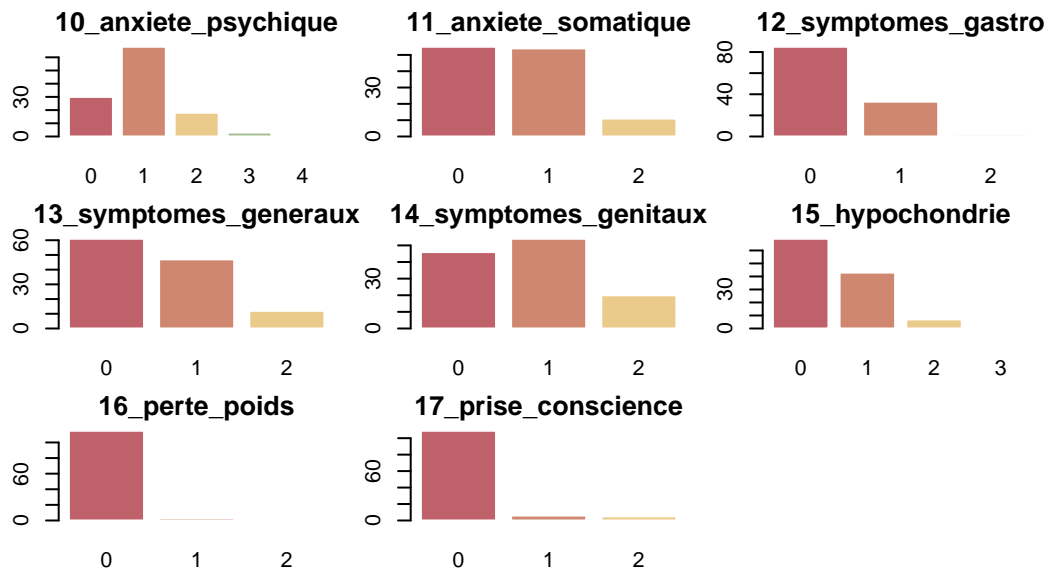 10_anxiete_psychique
0 30
0 1 2 3 4
11_anxiete_somatique
0 30
0 1 2
12_symptomes_gastro
0 40 80
0 1 2
13_symptomes_generaux
0 30 60
0 1 2
14_symptomes_genitaux
0 30
0 1 2
15_hypochondrie
0 30
0 1 2 3
16_perte_poids
0 60
0 1 2
17_prise_conscience
0 60
0 1 2